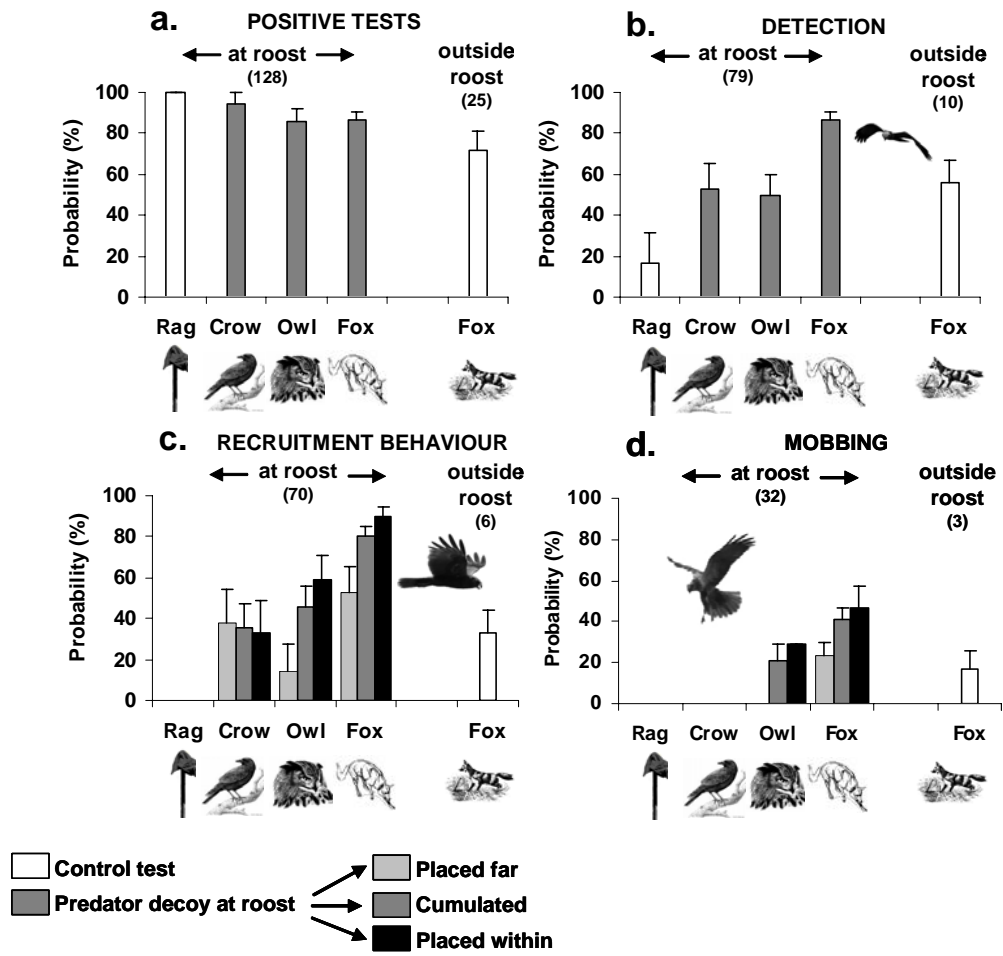 a. POSITIVE TESTS
at roost
(128)
outside
roost
(25)
Probability (%)
100
80
60
40
20
0
Rag Crow Owl Fox Fox
b. DETECTION
at roost
(79)
outside
roost
(10)
Probability (%)
100
80
60
40
20
0
Rag Crow Owl Fox Fox
c. RECRUITMENT BEHAVIOUR
at roost
(70)
outside
roost
(6)
Probability (%)
100
80
60
40
20
0
Rag Crow Owl Fox Fox
d. MOBBING
at roost
(32)
outside
roost
(3)
Probability (%)
100
80
60
40
20
0
Rag Crow Owl Fox Fox
Control test
Predator decoy at roost
Placed far
Cumulated
Placed within